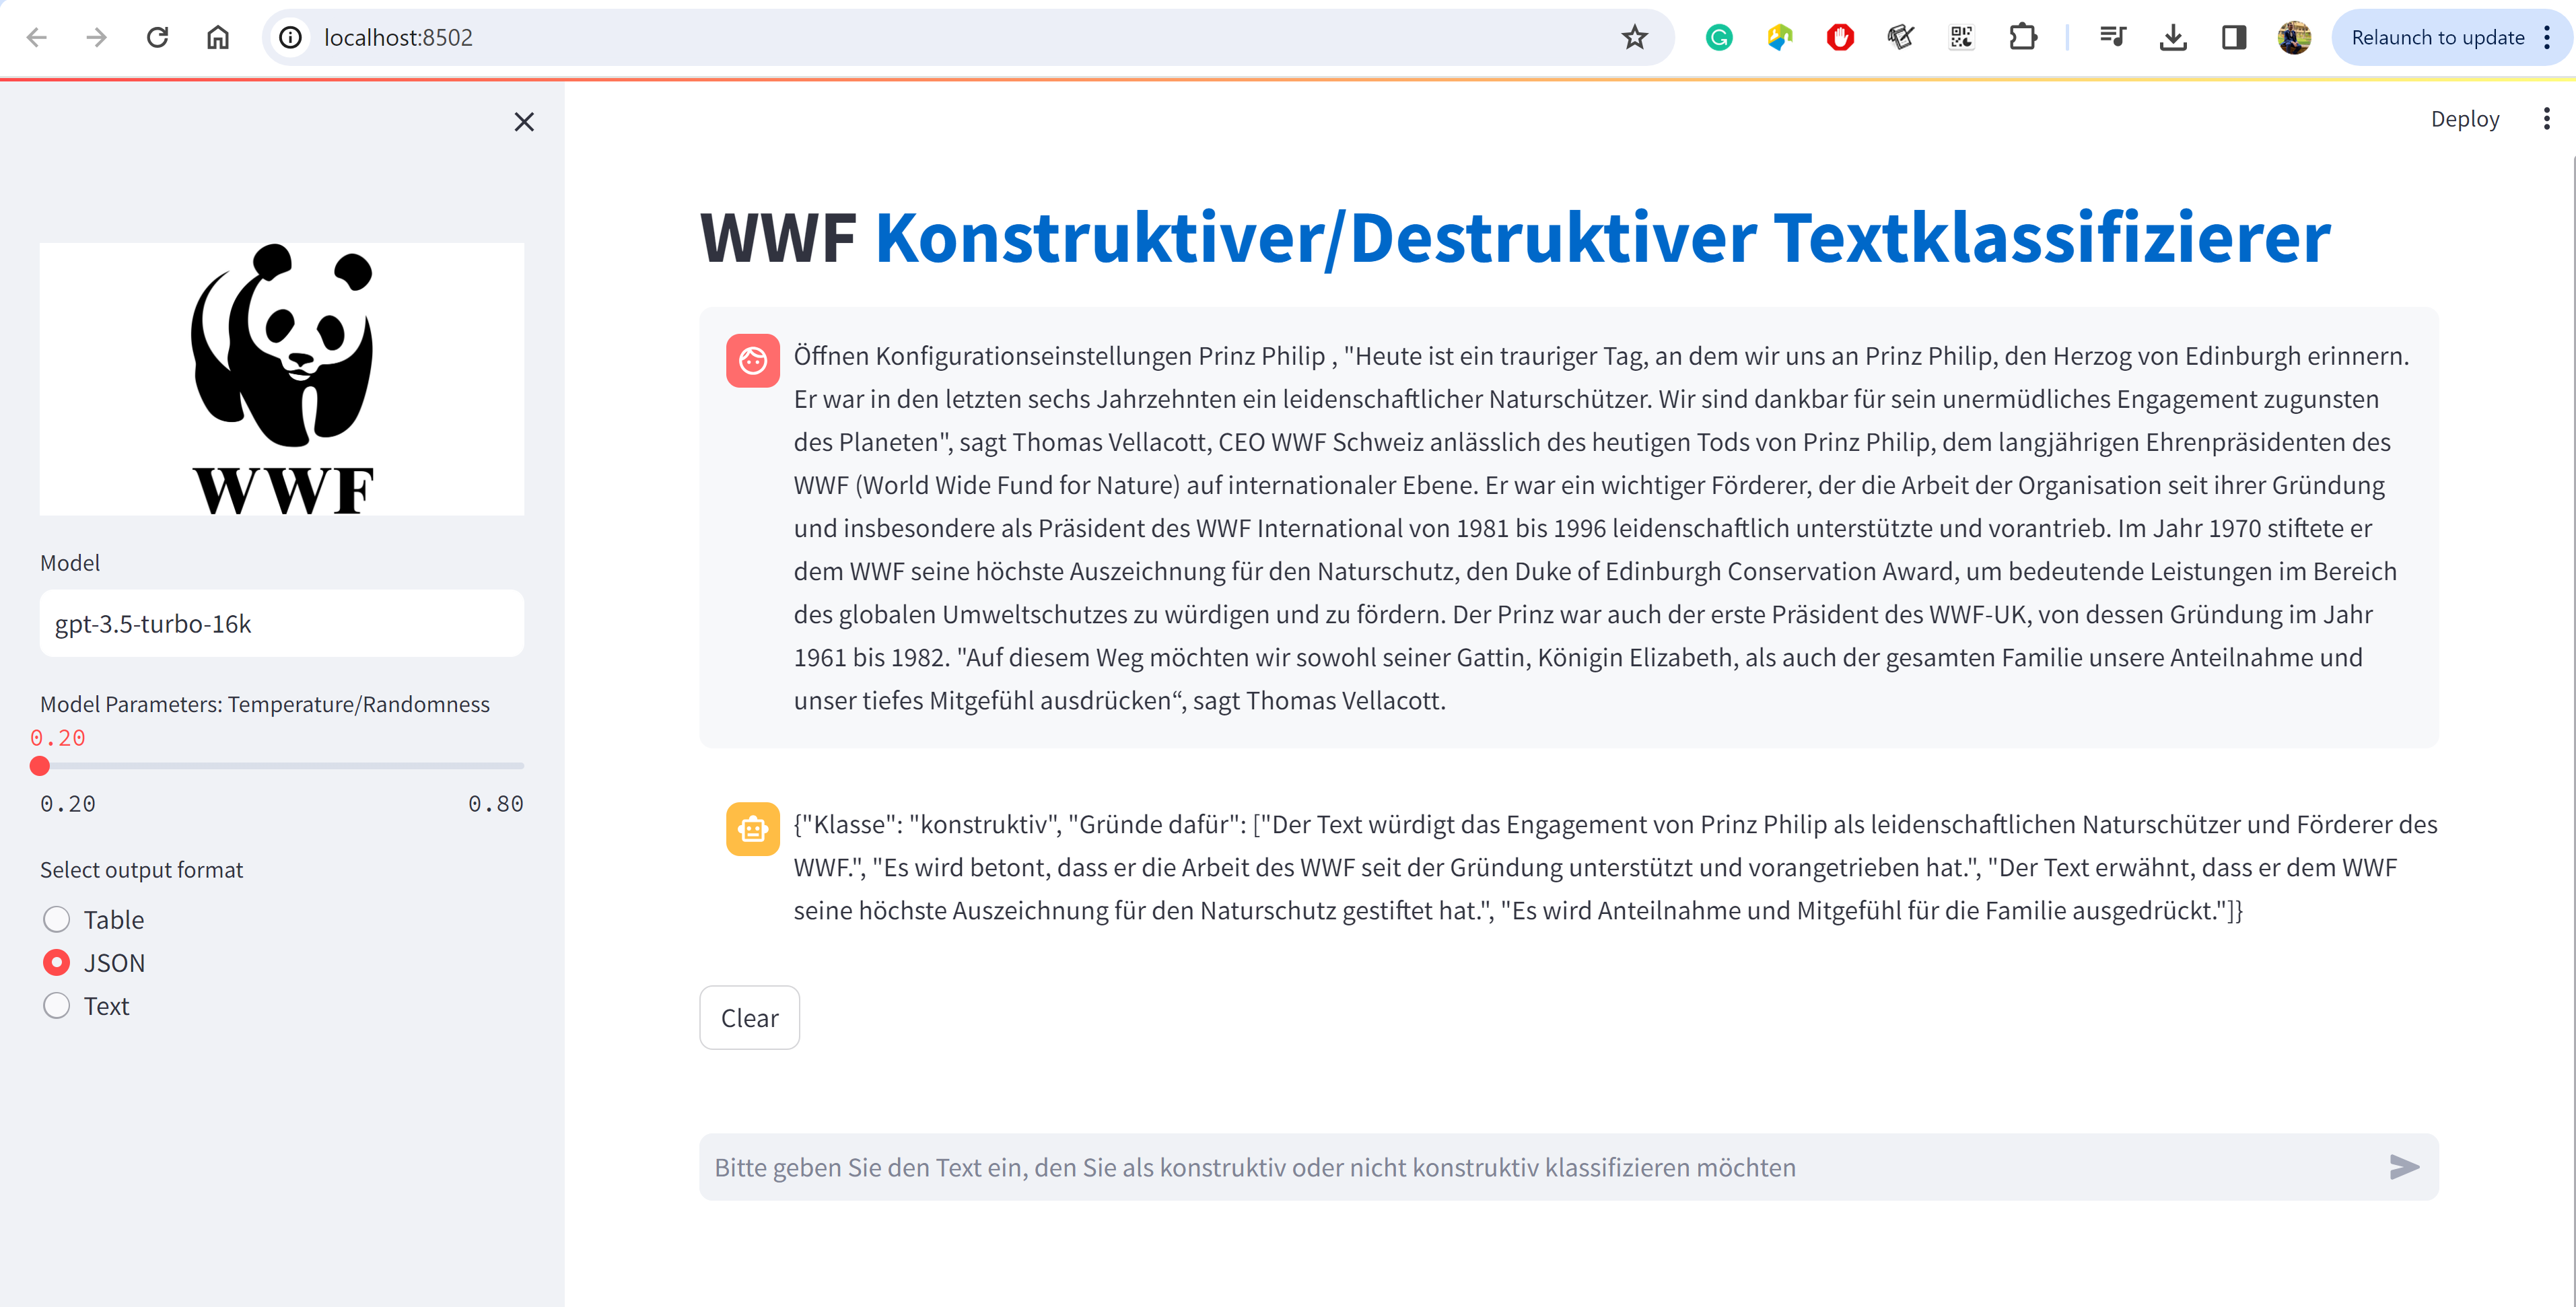 localhost:8502
Relaunch to update
Deploy
WWF
Model
gpt-3.5-turbo-16k
Model Parameters: Temperature/Randomness
0.20
0.20 0.80
Select output format
Table
JSON
Text
WWF Konstruktiver/Destruktiver Textklassifizierer
Öffnen Konfigurationseinstellungen Prinz Philip , "Heute ist ein trauriger Tag, an dem wir uns an Prinz Philip, den Herzog von Edinburgh erinnern.
Er war in den letzten sechs Jahrzehnten ein leidenschaftlicher Naturschützer. Wir sind dankbar für sein unermüdliches Engagement zugunsten
des Planeten", sagt Thomas Vellacott, CEO WWF Schweiz anlässlich des heutigen Tods von Prinz Philip, dem langjährigen Ehrenpräsidenten des
WWF (World Wide Fund for Nature) auf internationaler Ebene. Er war ein wichtiger Förderer, der die Arbeit der Organisation seit ihrer Gründung
und insbesondere als Präsident des WWF International von 1981 bis 1996 leidenschaftlich unterstützte und vorantrieb. Im Jahr 1970 stiftete er
dem WWF seine höchste Auszeichnung für den Naturschutz, den Duke of Edinburgh Conservation Award, um bedeutende Leistungen im Bereich
des globalen Umweltschutzes zu würdigen und zu fördern. Der Prinz war auch der erste Präsident des WWF-UK, von dessen Gründung im Jahr
1961 bis 1982. "Auf diesem Weg möchten wir sowohl seiner Gattin, Königin Elizabeth, als auch der gesamten Familie unsere Anteilnahme und
unser tiefes Mitgefühl ausdrücken“, sagt Thomas Vellacott.
{"Klasse": "konstruktiv", "Gründe dafür": ["Der Text würdigt das Engagement von Prinz Philip als leidenschaftlichen Naturschützer und Förderer des
WWF.", "Es wird betont, dass er die Arbeit des WWF seit der Gründung unterstützt und vorangetrieben hat.", "Der Text erwähnt, dass er dem WWF
seine höchste Auszeichnung für den Naturschutz gestiftet hat.", "Es wird Anteilnahme und Mitgefühl für die Familie ausgedrückt."]}
Clear
Bitte geben Sie den Text ein, den Sie als konstruktiv oder nicht konstruktiv klassifizieren möchten